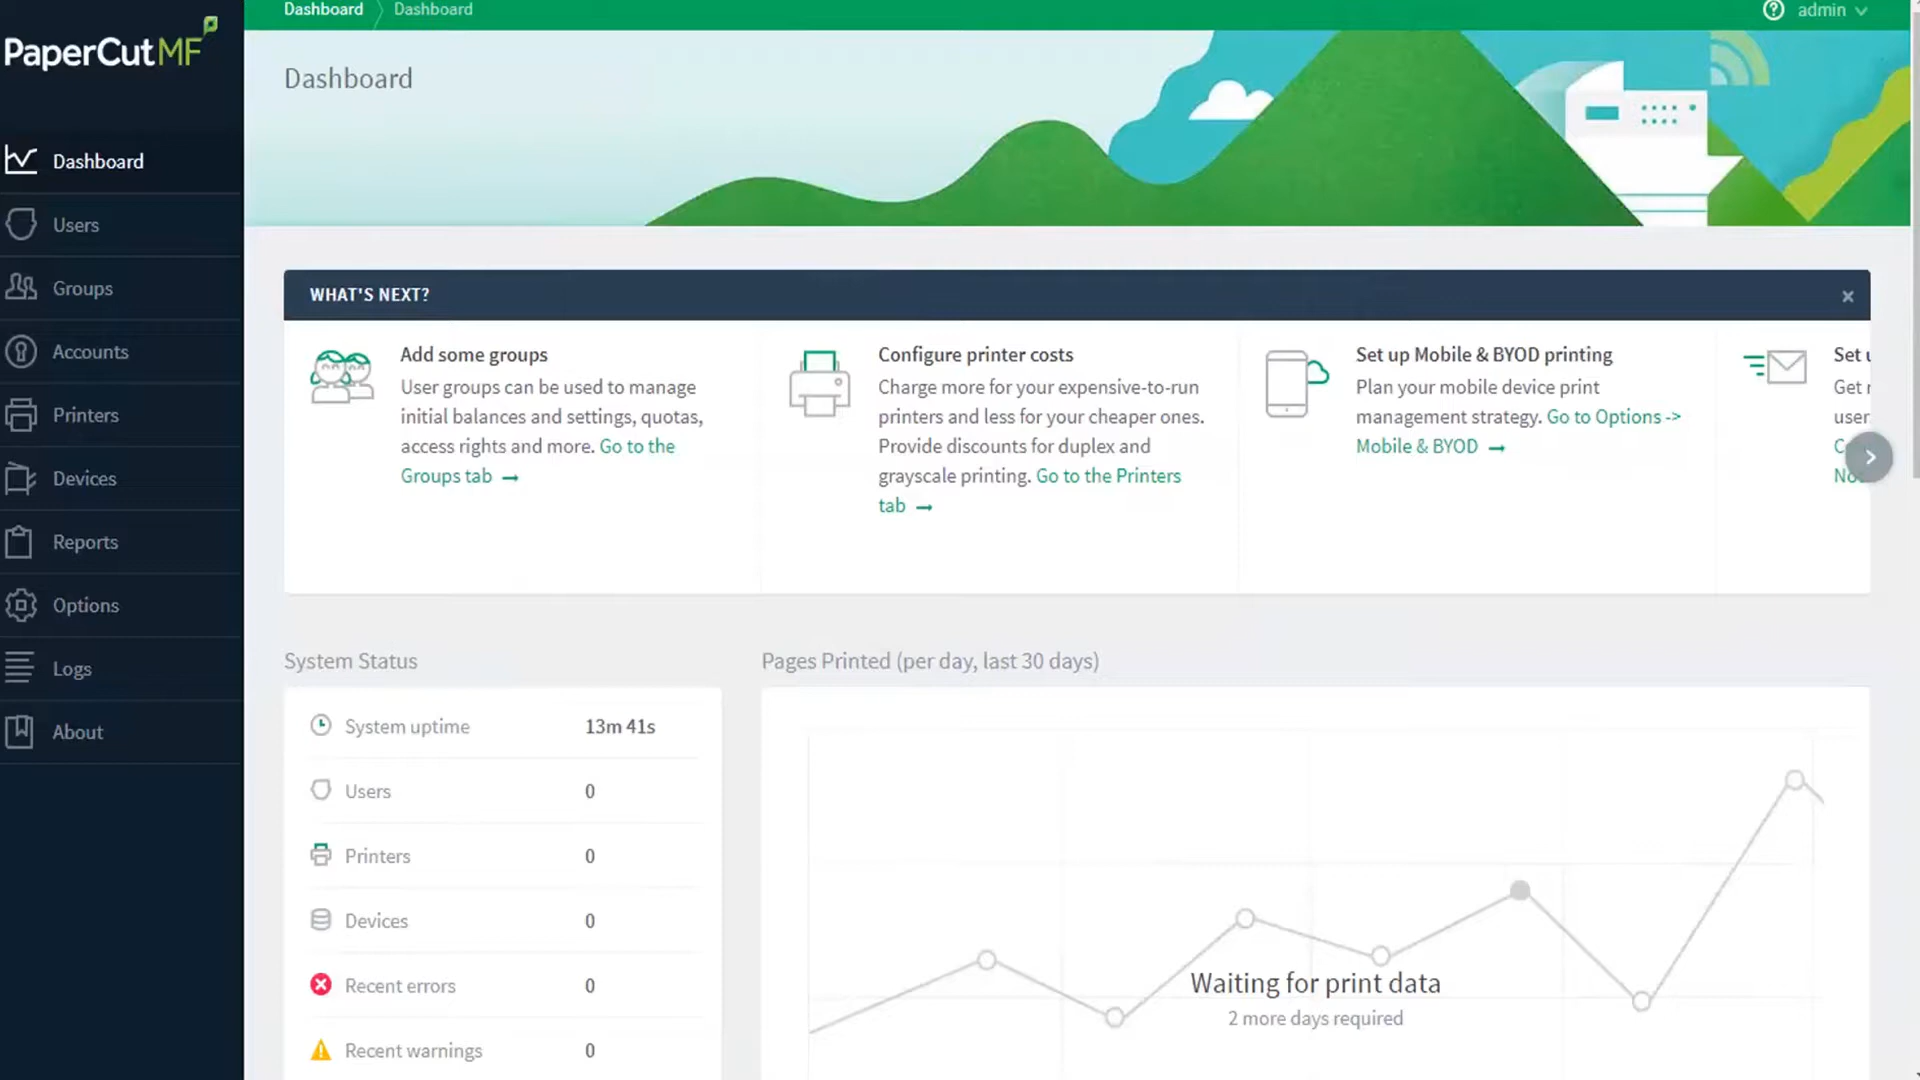 PaperCutMF
Dashboard
Users
Groups
Accounts
Printers
Devices
Reports
Options
Logs
About
Dashboard Dashboard
? admin
Dashboard
WHAT'S NEXT? ×
Add some groups
User groups can be used to manage
initial balances and settings, quotas,
access rights and more. Go to the
Groups tab →
Configure printer costs
Charge more for your expensive-to-run
printers and less for your cheaper ones.
Provide discounts for duplex and
grayscale printing. Go to the Printers
tab →
Set up Mobile & BYOD printing
Plan your mobile device print
management strategy. Go to Options ->
Mobile & BYOD →
Set
Get
user
System Status
System uptime 13m 41s
Users 0
Printers 0
Devices 0
Recent errors 0
Recent warnings 0
Pages Printed (per day, last 30 days)
Waiting for print data
2 more days required